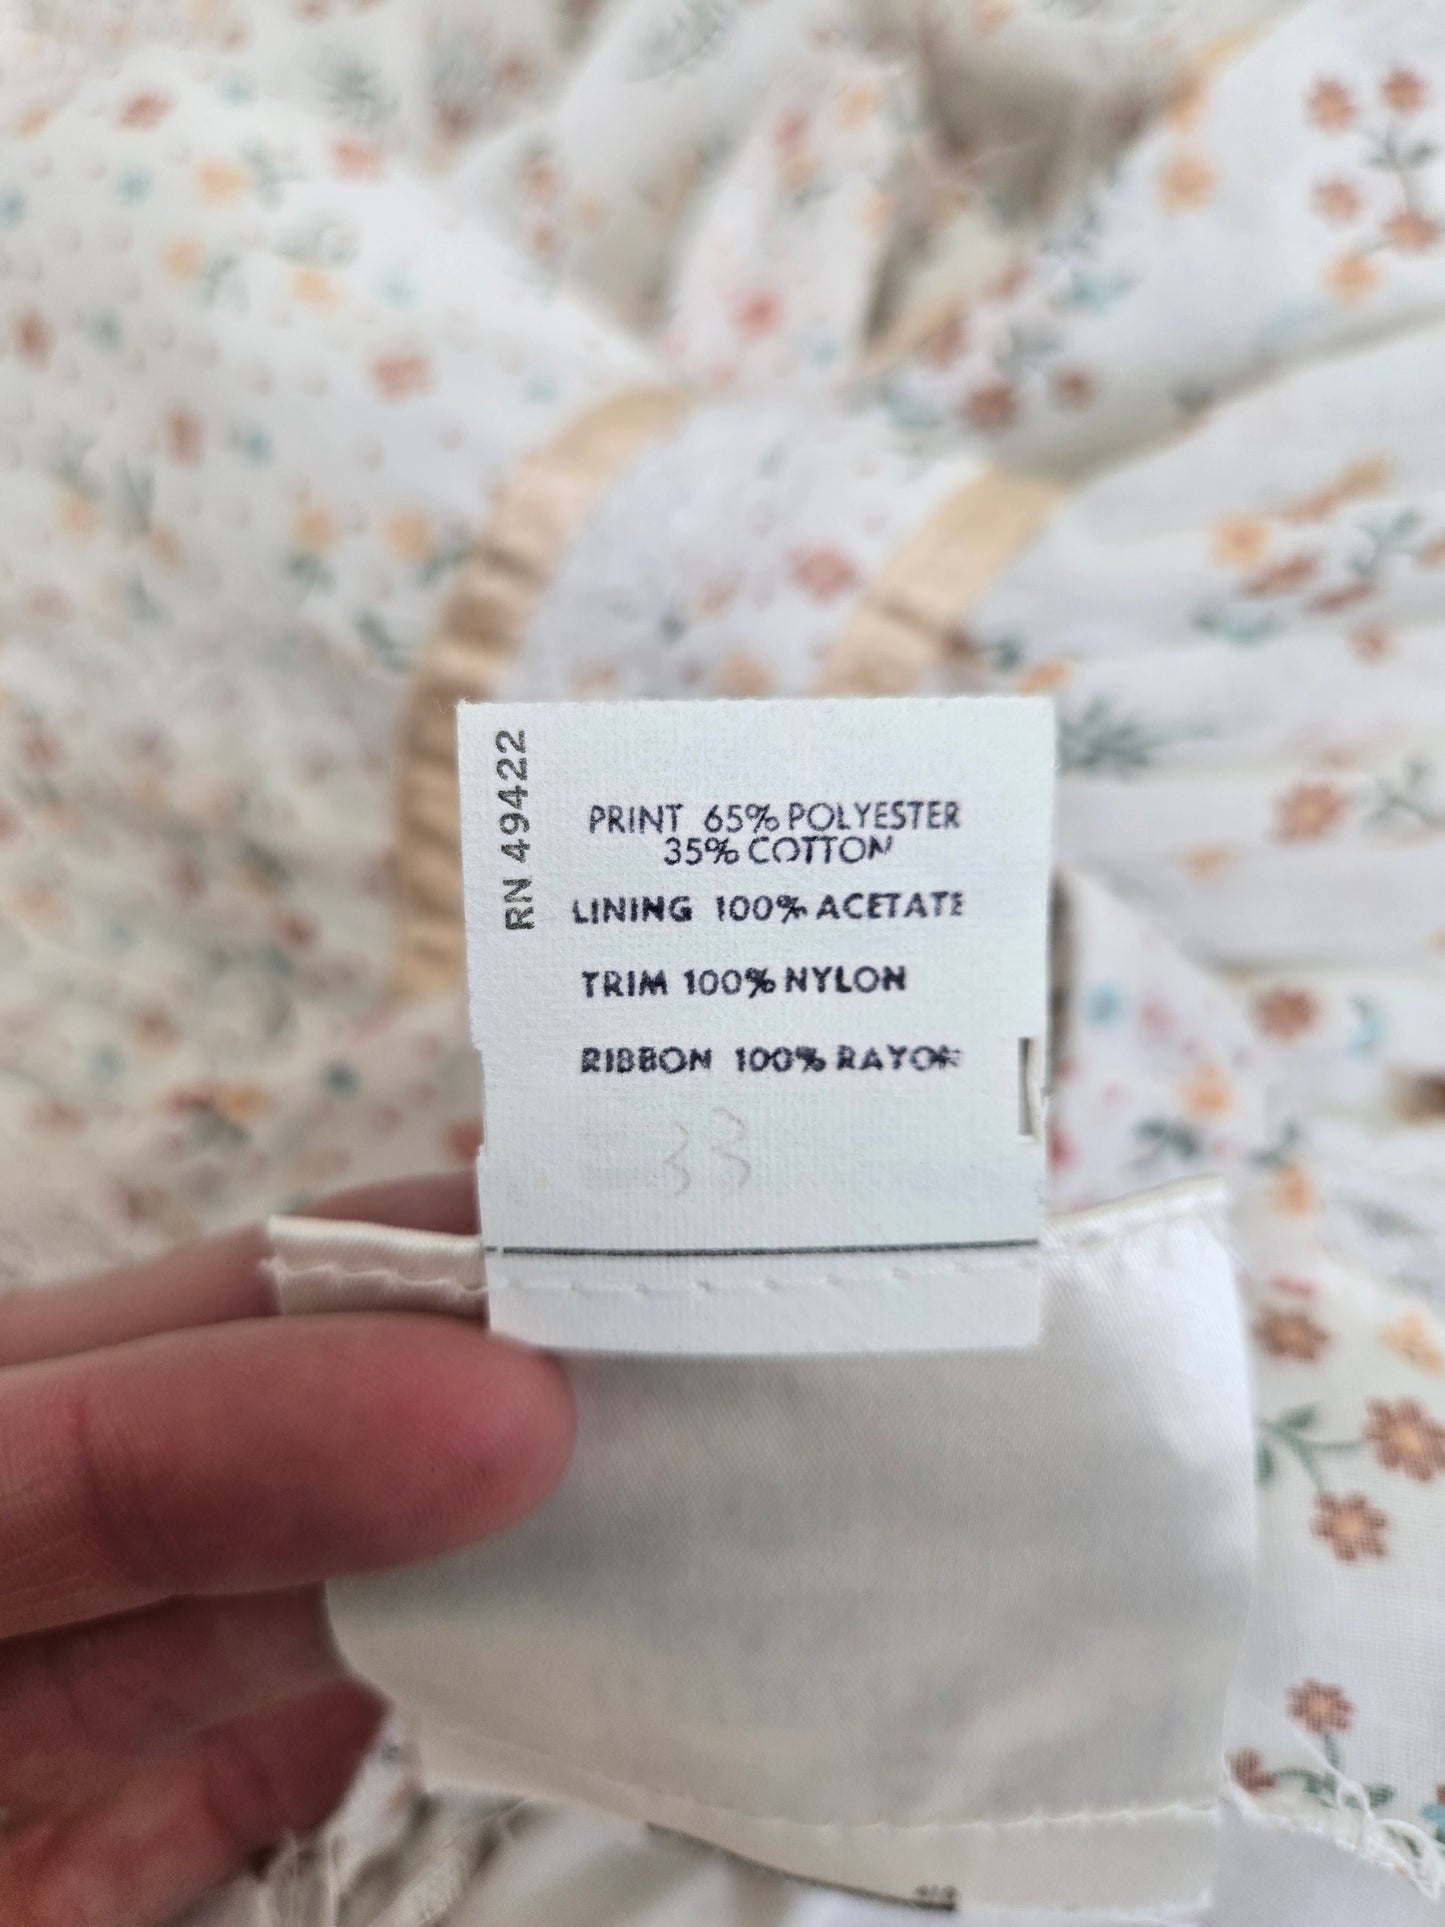 RN 49422
PRINT 65% POLYESTER
35% COTTON
LINING 100% ACETATE
TRIM 100% NYLON
RIBBON 100% RAYON
33